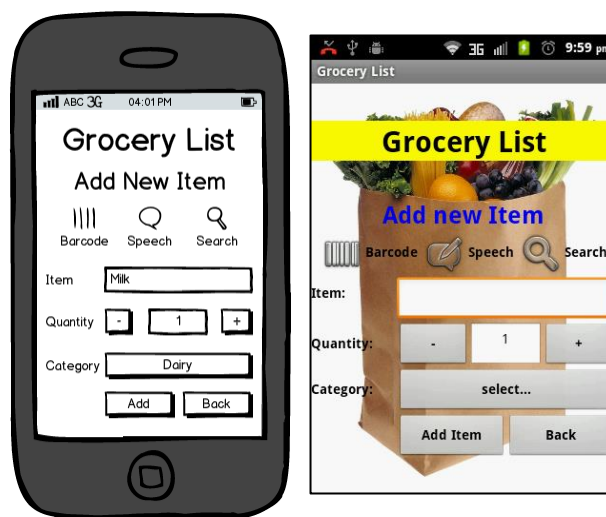 ABC 3G 04:01 PM
Grocery List
Add New Item
Barcode Speech Search
Item Milk
Quantity - 1 +
Category Dairy
Add Back
3G 9:59 pm
Grocery List
Grocery List
Add new Item
Barcode Speech Search
Item:
Quantity: - 1 +
Category: select...
Add Item Back